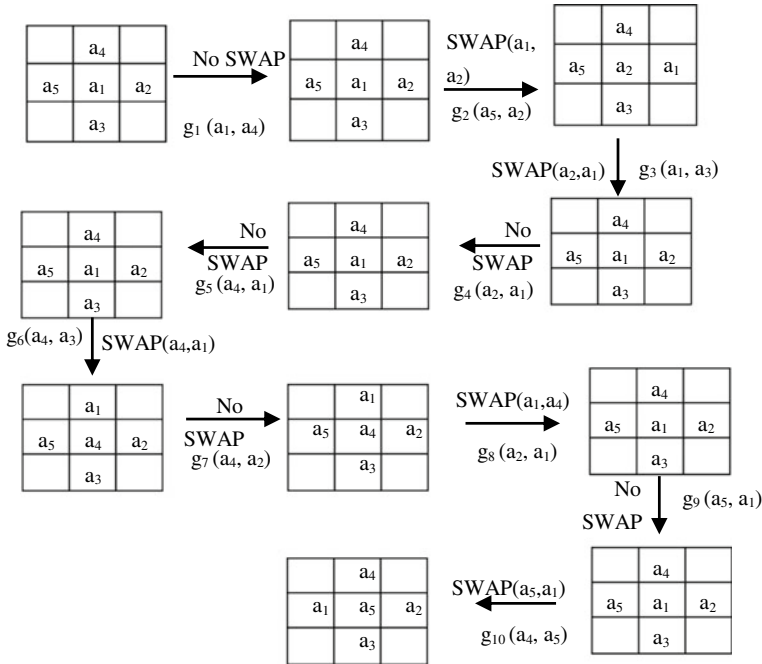 a₄
a₅ a₁ a₂
a₃
No SWAP
g₁ (a₁, a₄)
a₄
a₅ a₁ a₂
a₃
SWAP(a₁,
a₂)
g₂ (a₅, a₂)
a₄
a₅ a₂ a₁
a₃
SWAP(a₂,a₁) g₃ (a₁, a₃)
a₄
a₅ a₁ a₂
a₃
No
SWAP
g₄ (a₂, a₁)
a₄
a₅ a₁ a₂
a₃
No
SWAP
g₅ (a₄, a₁)
a₄
a₅ a₁ a₂
a₃
g₆(a₄, a₃) SWAP(a₄,a₁)
a₁
a₅ a₄ a₂
a₃
No
SWAP
g₇ (a₄, a₂)
a₁
a₅ a₄ a₂
a₃
SWAP(a₁,a₄)
g₈ (a₂, a₁)
a₄
a₅ a₁ a₂
a₃
No
SWAP
g₉ (a₅, a₁)
a₄
a₅ a₁ a₂
a₃
SWAP(a₅,a₁)
g₁₀ (a₄, a₅)
a₄
a₁ a₅ a₂
a₃